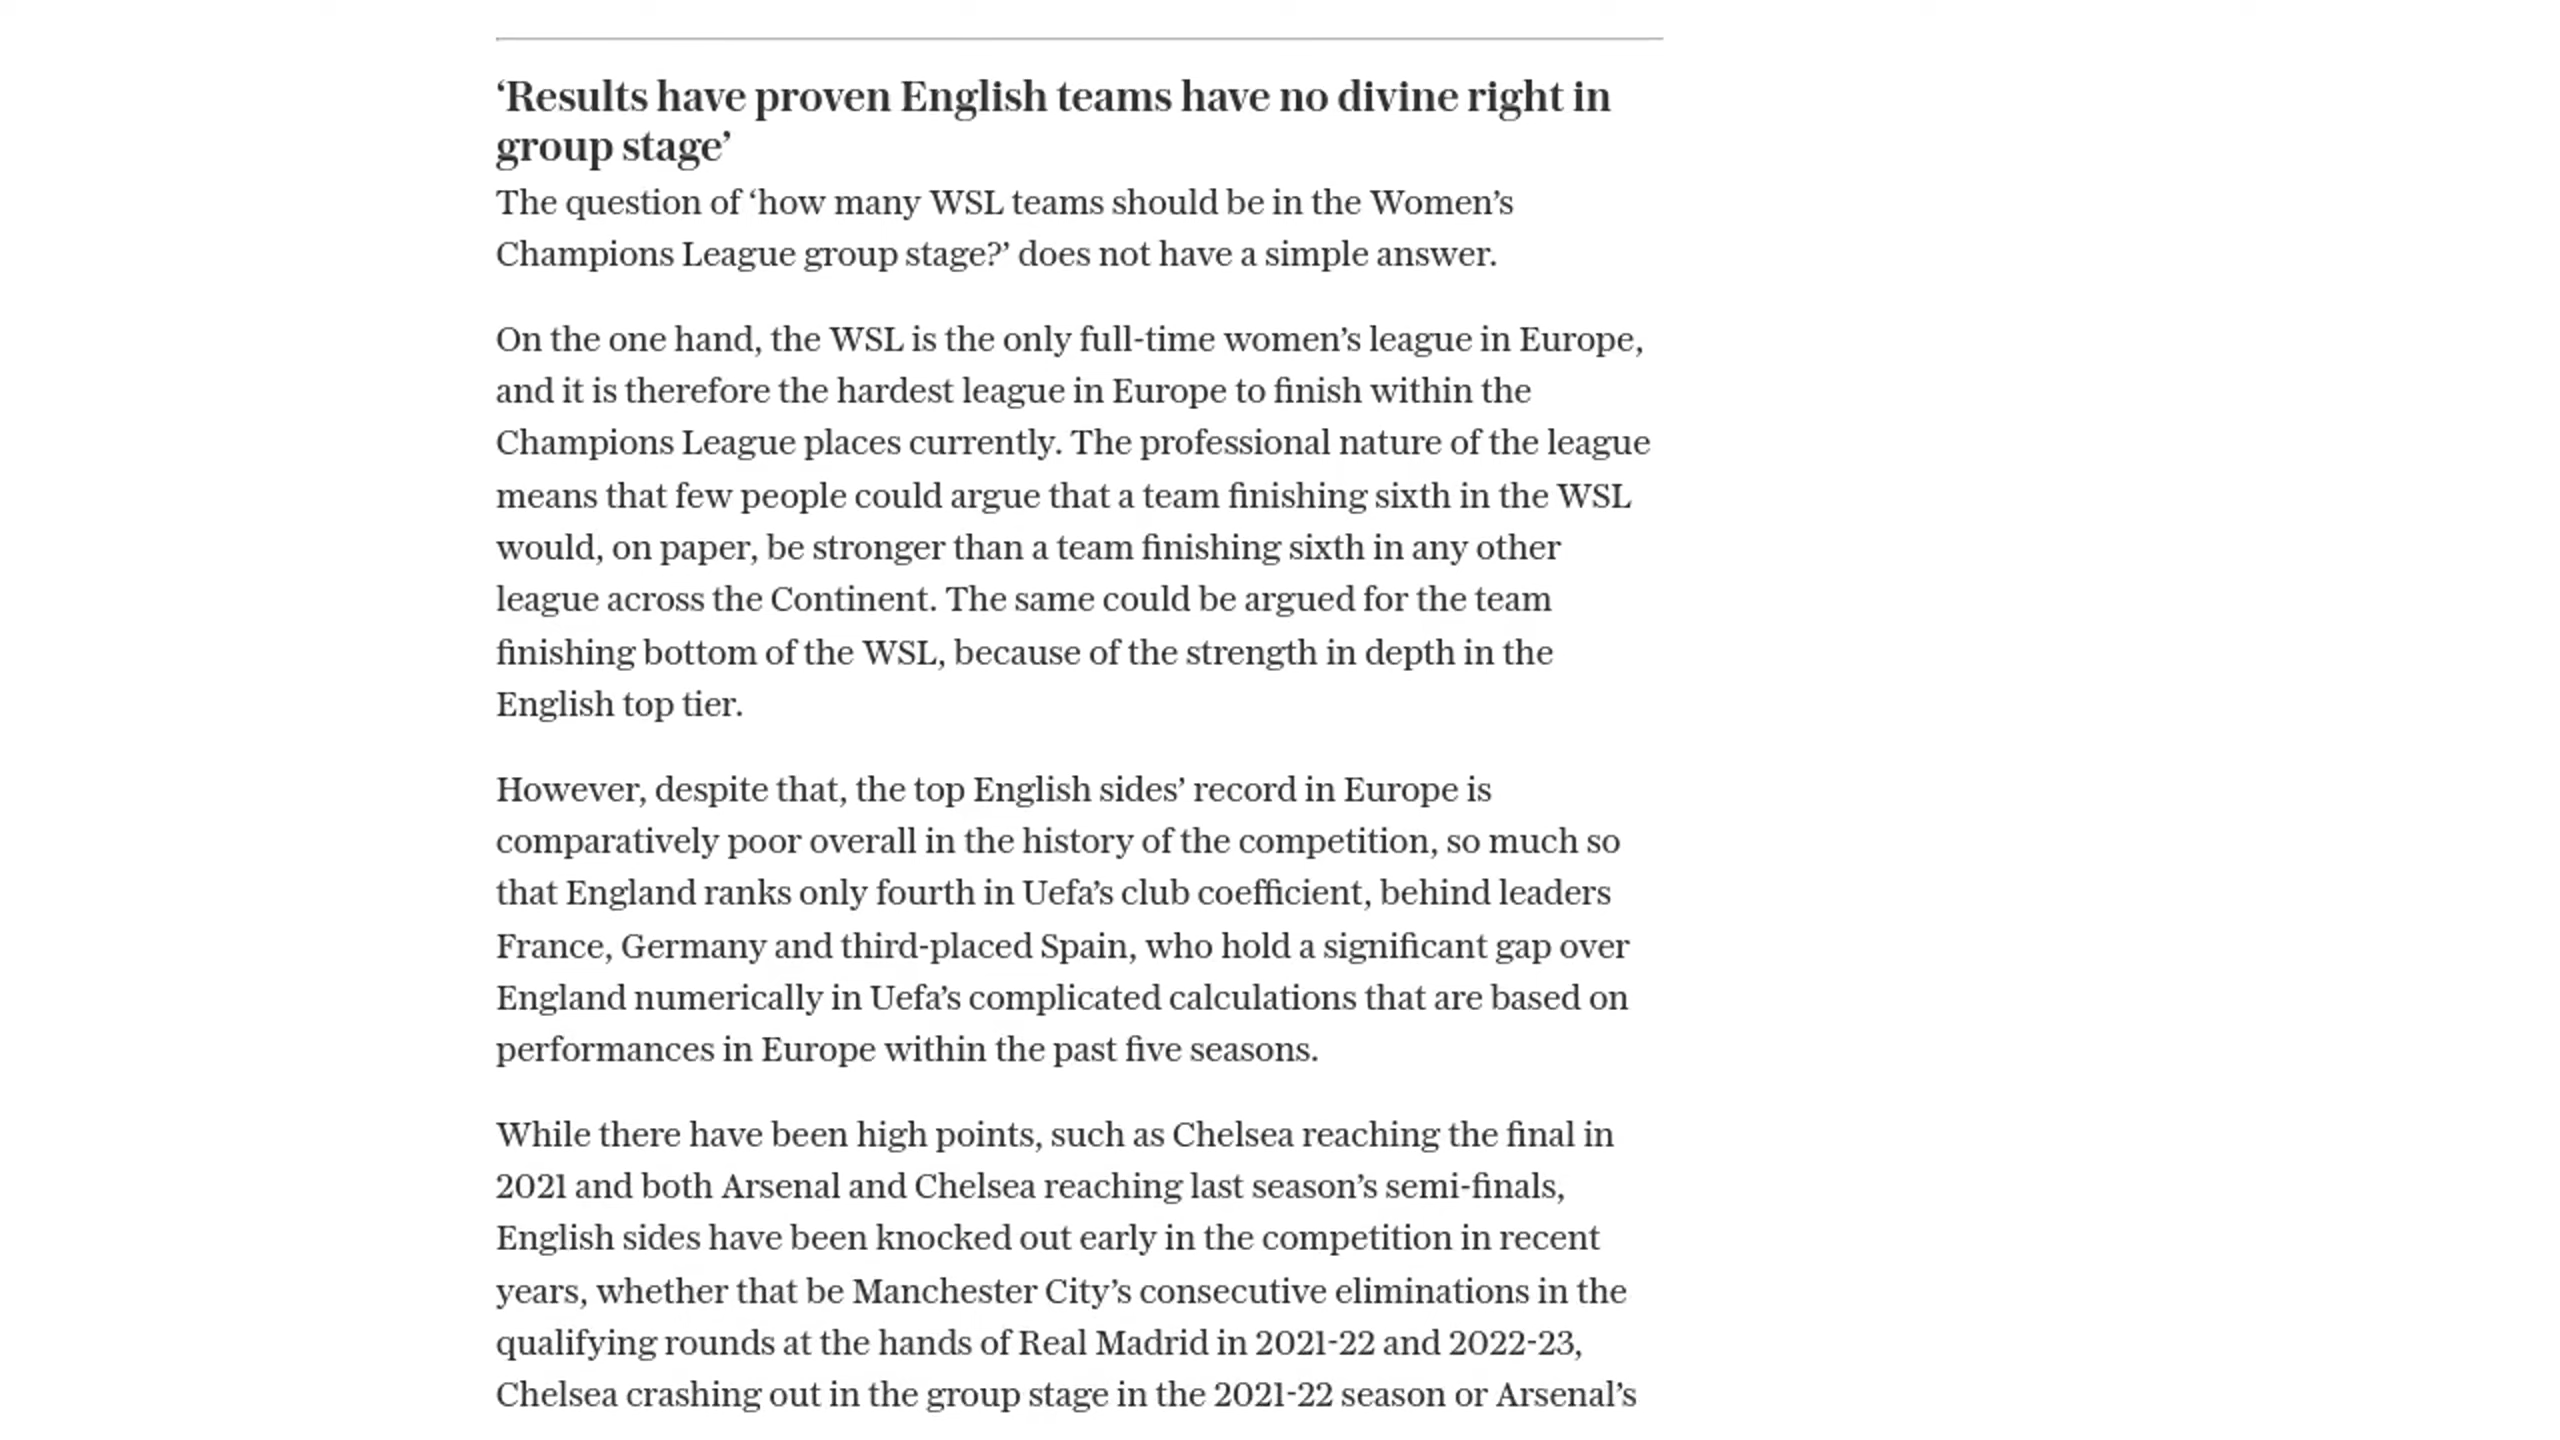 ‘Results have proven English teams have no divine right in
group stage’
The question of ‘how many WSL teams should be in the Women’s
Champions League group stage?’ does not have a simple answer.
On the one hand, the WSL is the only full-time women’s league in Europe,
and it is therefore the hardest league in Europe to finish within the
Champions League places currently. The professional nature of the league
means that few people could argue that a team finishing sixth in the WSL
would, on paper, be stronger than a team finishing sixth in any other
league across the Continent. The same could be argued for the team
finishing bottom of the WSL, because of the strength in depth in the
English top tier.
However, despite that, the top English sides’ record in Europe is
comparatively poor overall in the history of the competition, so much so
that England ranks only fourth in Uefa’s club coefficient, behind leaders
France, Germany and third-placed Spain, who hold a significant gap over
England numerically in Uefa’s complicated calculations that are based on
performances in Europe within the past five seasons.
While there have been high points, such as Chelsea reaching the final in
2021 and both Arsenal and Chelsea reaching last season’s semi-finals,
English sides have been knocked out early in the competition in recent
years, whether that be Manchester City’s consecutive eliminations in the
qualifying rounds at the hands of Real Madrid in 2021-22 and 2022-23,
Chelsea crashing out in the group stage in the 2021-22 season or Arsenal’s